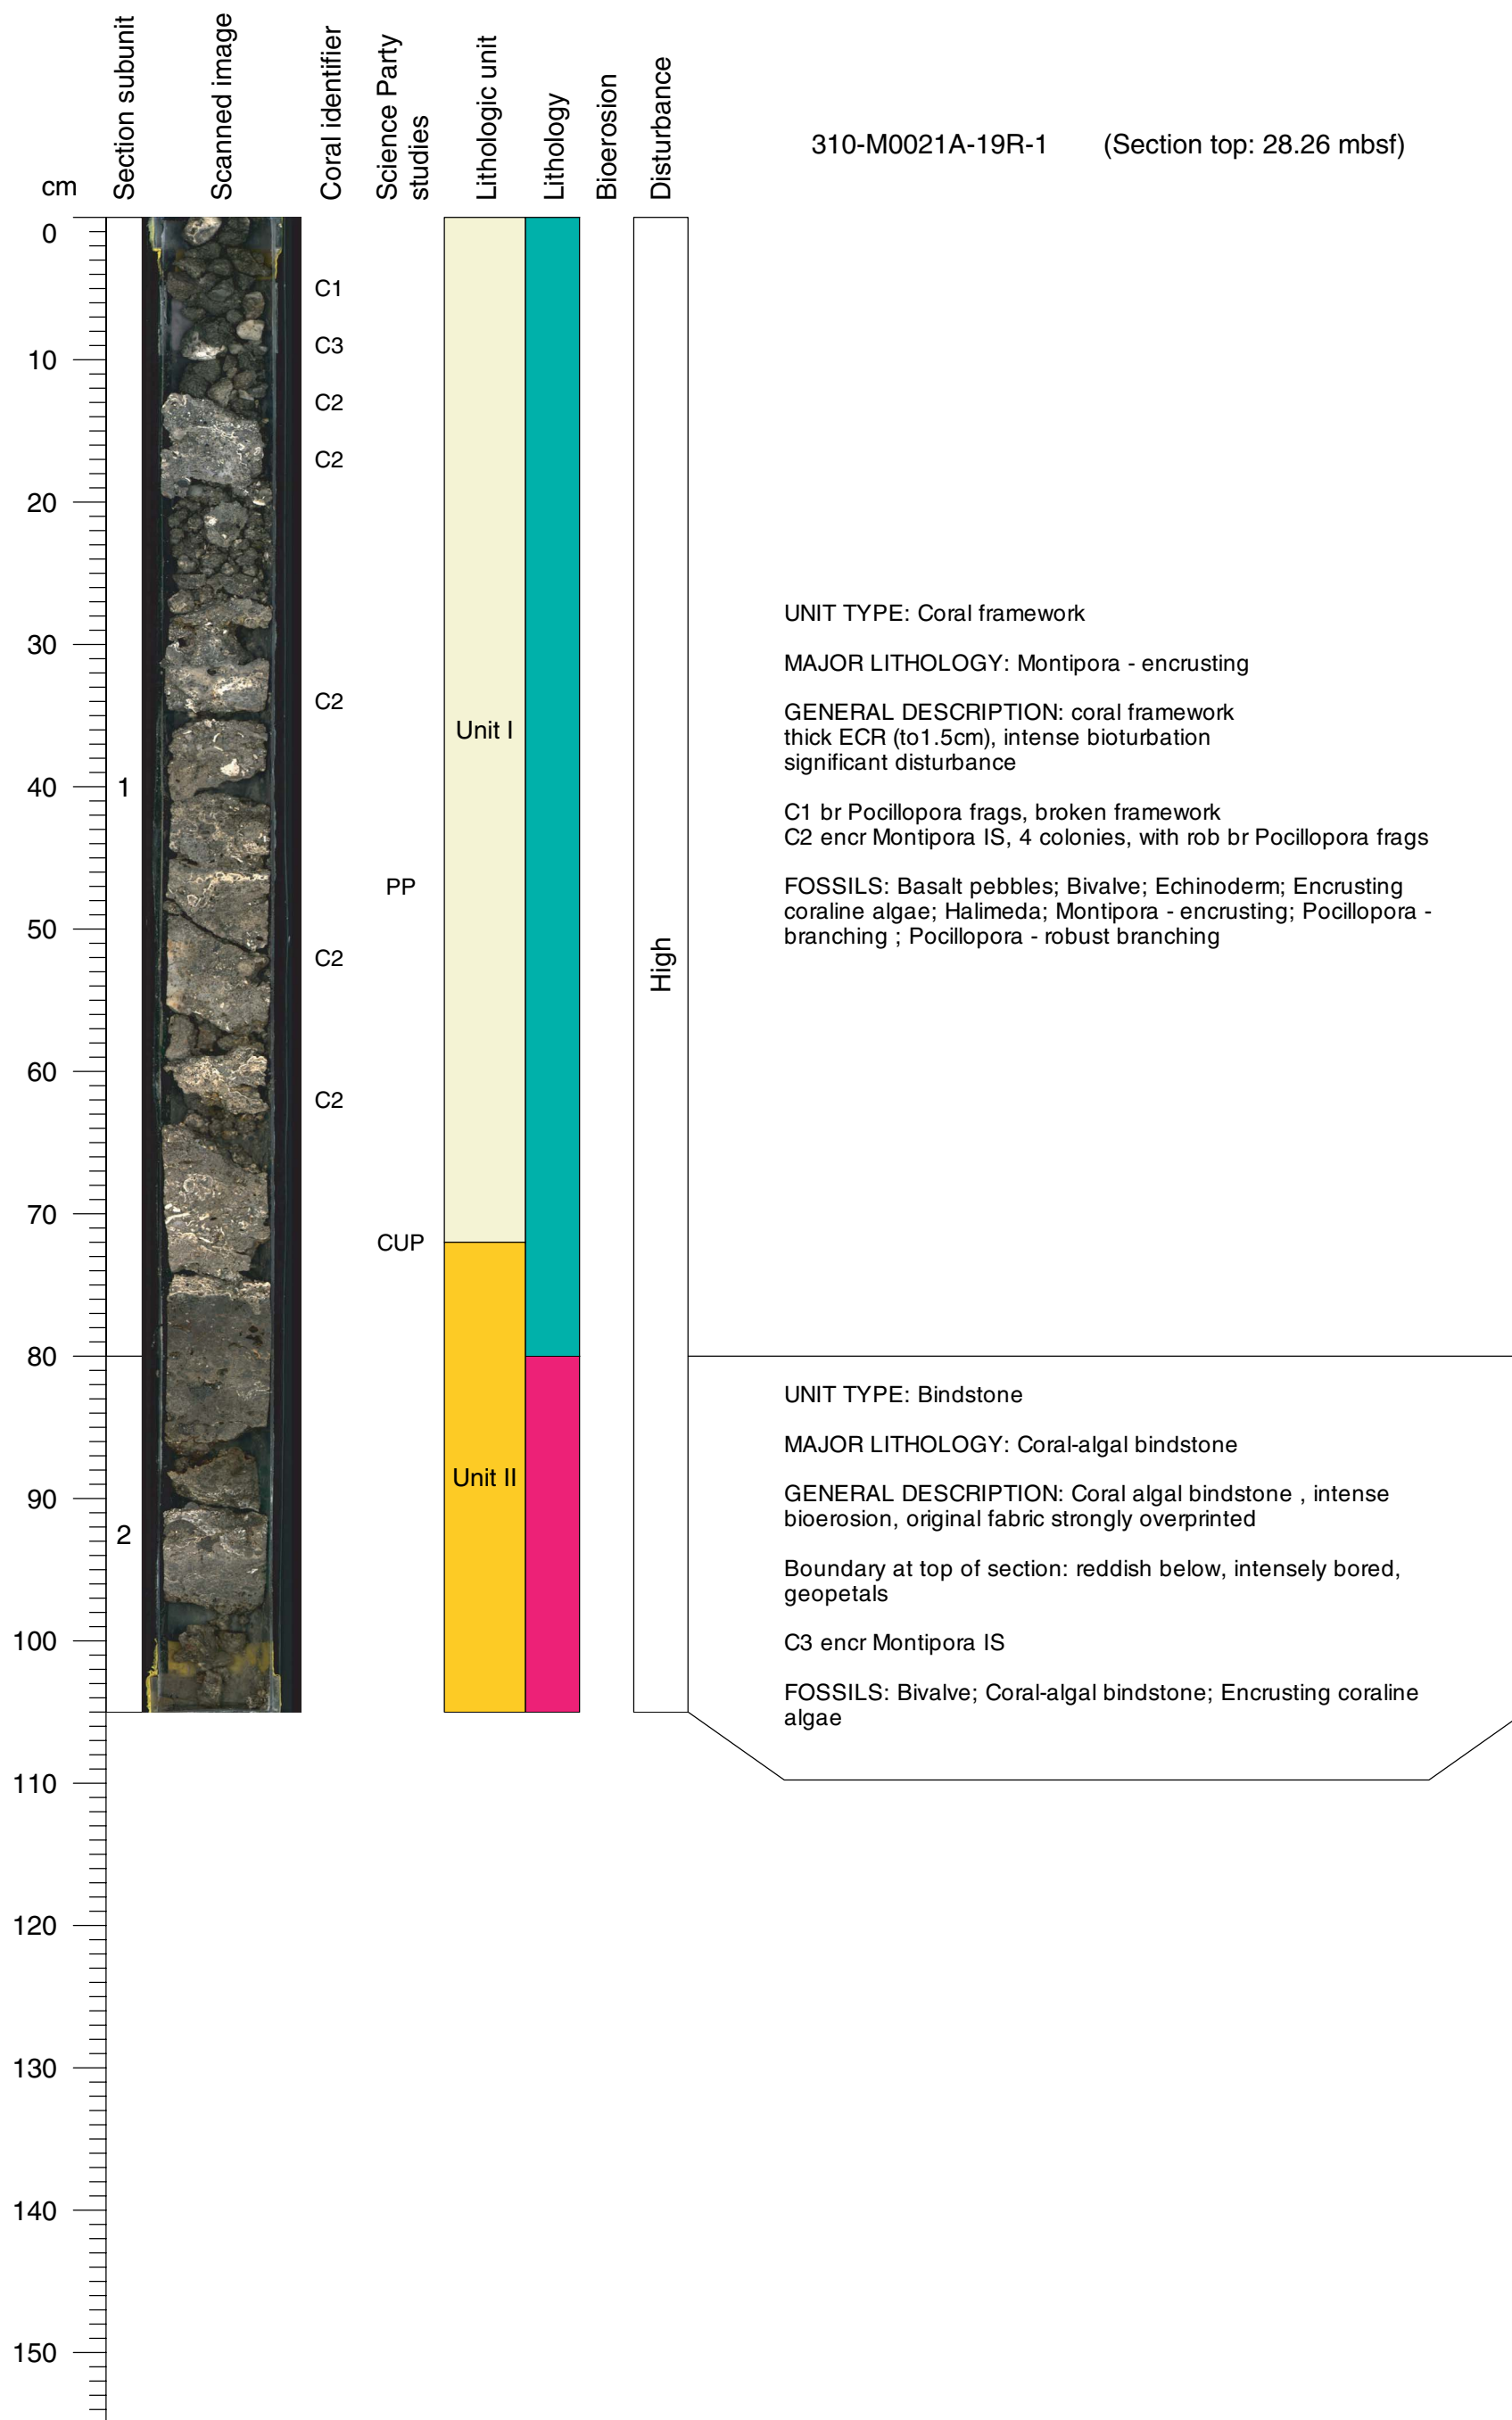 cm
Section subunit
Scanned image
Coral identifier
Science Party
studies
Lithologic unit
Lithology
Bioerosion
Disturbance
310-M0021A-19R-1 (Section top: 28.26 mbsf)
0
C1
C3
10
C2
C2
20
UNIT TYPE: Coral framework
30
MAJOR LITHOLOGY: Montipora - encrusting
C2
GENERAL DESCRIPTION: coral framework
Unit I
thick ECR (to1.5cm), intense bioturbation
significant disturbance
40
1
C1 br Pocillopora frags, broken framework
C2 encr Montipora IS, 4 colonies, with rob br Pocillopora frags
PP
FOSSILS: Basalt pebbles; Bivalve; Echinoderm; Encrusting
coraline algae; Halimeda; Montipora - encrusting; Pocillopora -
50
branching ; Pocillopora - robust branching
C2
High
60
C2
70
CUP
80
UNIT TYPE: Bindstone
MAJOR LITHOLOGY: Coral-algal bindstone
Unit II
90
GENERAL DESCRIPTION: Coral algal bindstone , intense
bioerosion, original fabric strongly overprinted
2
Boundary at top of section: reddish below, intensely bored,
geopetals
100
C3 encr Montipora IS
FOSSILS: Bivalve; Coral-algal bindstone; Encrusting coraline
algae
110
120
130
140
150